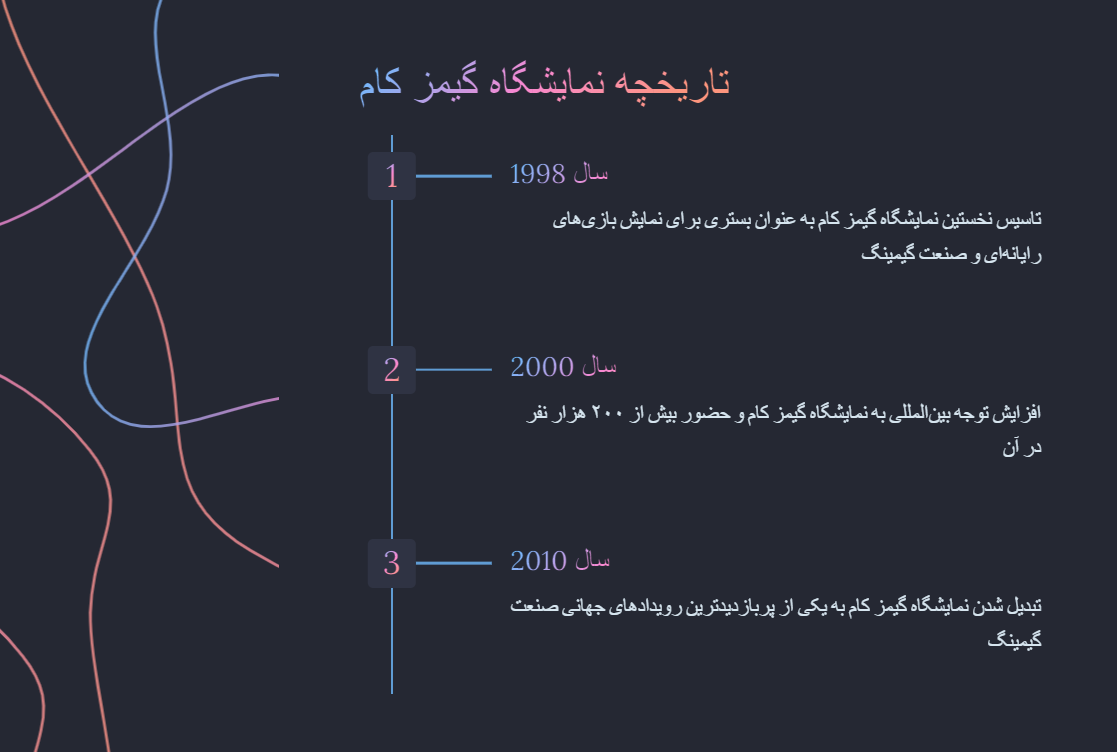 تاریخچه نمایشگاه گیمز کام
1
سال 1998
تاسیس نخستین نمایشگاه گیمز کام به عنوان بستری برای نمایش بازی‌های
رایانه‌ای و صنعت گیمینگ
2
سال 2000
افزایش توجه بین‌المللی به نمایشگاه گیمز کام و حضور بیش از ۲۰۰ هزار نفر
در آن
3
سال 2010
تبدیل شدن نمایشگاه گیمز کام به یکی از پربازدیدترین رویدادهای جهانی صنعت
گیمینگ